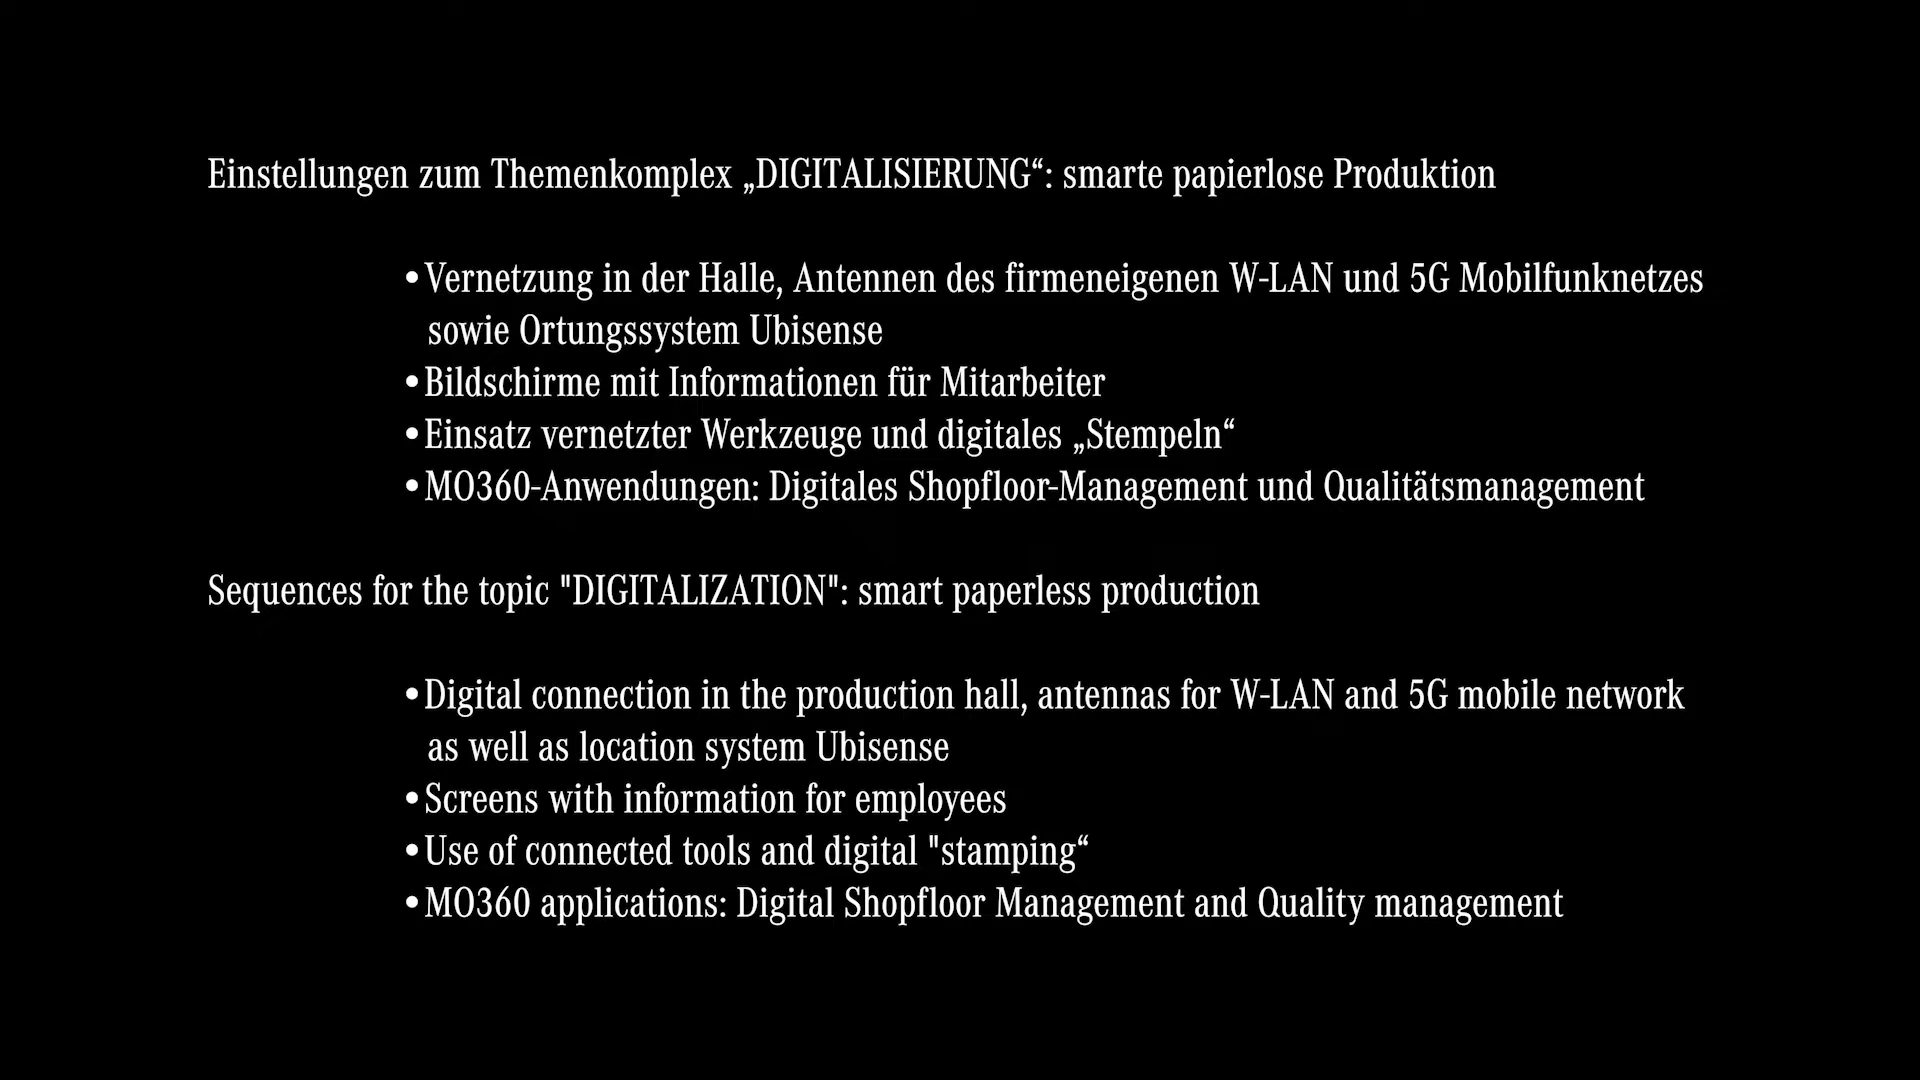 Einstellungen zum Themenkomplex „DIGITALISIERUNG“: smarte papierlose Produktion
•Vernetzung in der Halle, Antennen des firmeneigenen W-LAN und 5G Mobilfunknetzes
sowie Ortungssystem Ubisense
•Bildschirme mit Informationen für Mitarbeiter
•Einsatz vernetzter Werkzeuge und digitales „Stempeln“
•MO360-Anwendungen: Digitales Shopfloor-Management und Qualitätsmanagement
Sequences for the topic "DIGITALIZATION": smart paperless production
•Digital connection in the production hall, antennas for W-LAN and 5G mobile network
as well as location system Ubisense
•Screens with information for employees
•Use of connected tools and digital "stamping“
•MO360 applications: Digital Shopfloor Management and Quality management